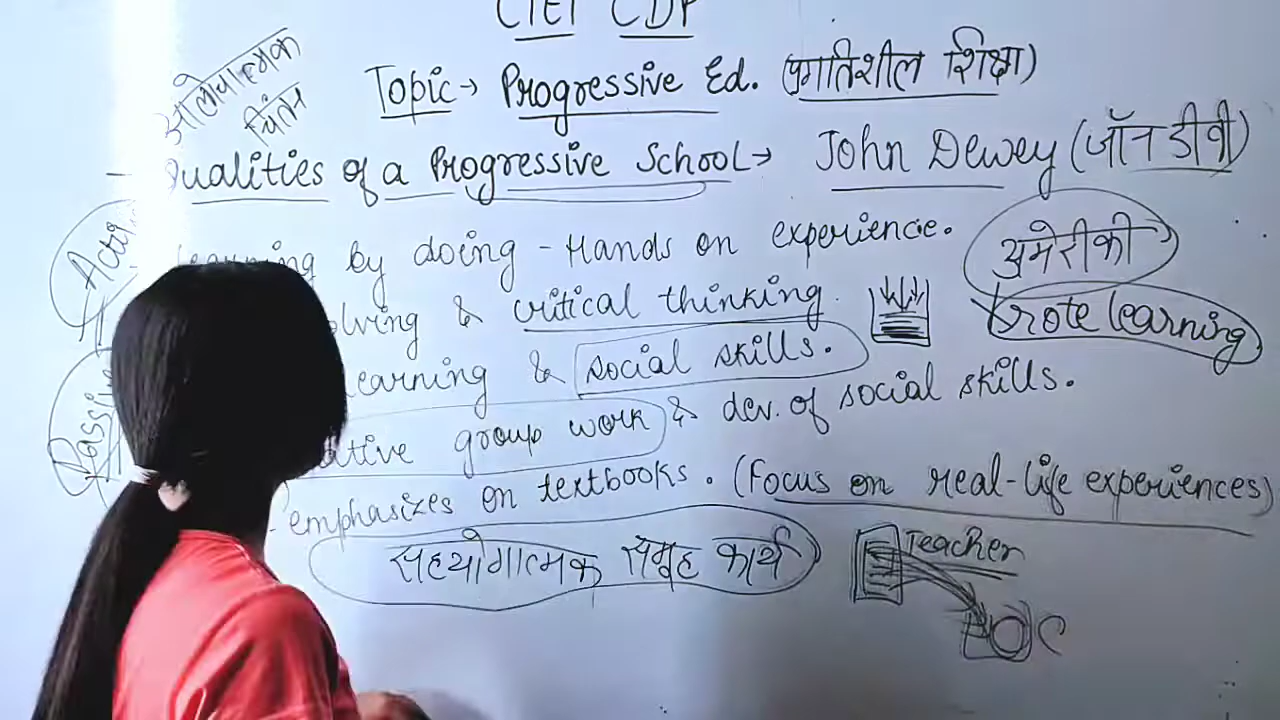 CTET CDP
आलोचनात्मक
चिंतन
Topic → Progressive Ed. (प्रगतिशील शिक्षा)
Qualities of a Progressive School → John Dewey (जॉन डीवी)
learning by doing - Hands on experience.
अमेरीकी
& critical thinking.
rote learning
learning & social skills.
group work & dev. of social skills.
emphasizes on textbooks. (Focus on real-life experiences)
सहयोगात्मक समूह कार्य
Teacher